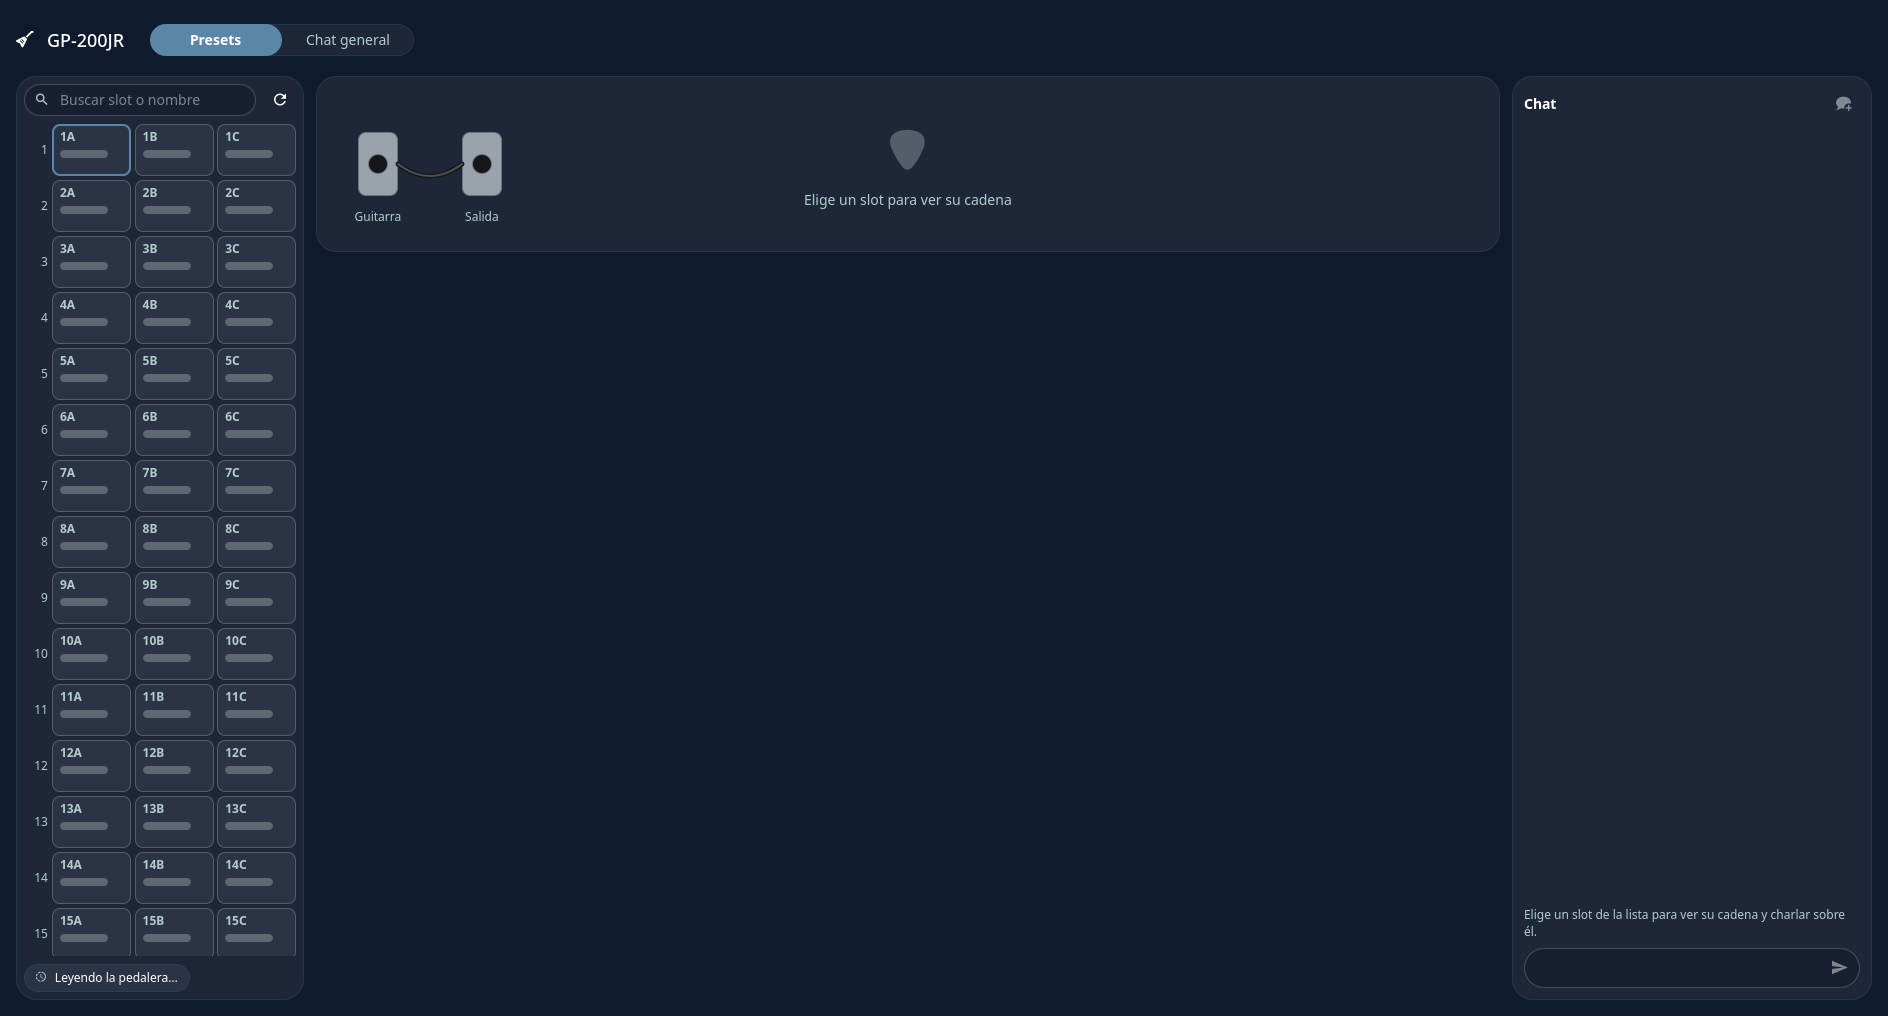 GP-200JR
Presets
Chat general
Buscar slot o nombre
1
1A
1B
1C
2
2A
2B
2C
3
3A
3B
3C
4
4A
4B
4C
5
5A
5B
5C
6
6A
6B
6C
7
7A
7B
7C
8
8A
8B
8C
9
9A
9B
9C
10
10A
10B
10C
11
11A
11B
11C
12
12A
12B
12C
13
13A
13B
13C
14
14A
14B
14C
15
15A
15B
15C
Leyendo la pedalera...
Guitarra
Salida
Elige un slot para ver su cadena
Chat
Elige un slot de la lista para ver su cadena y charlar sobre
él.